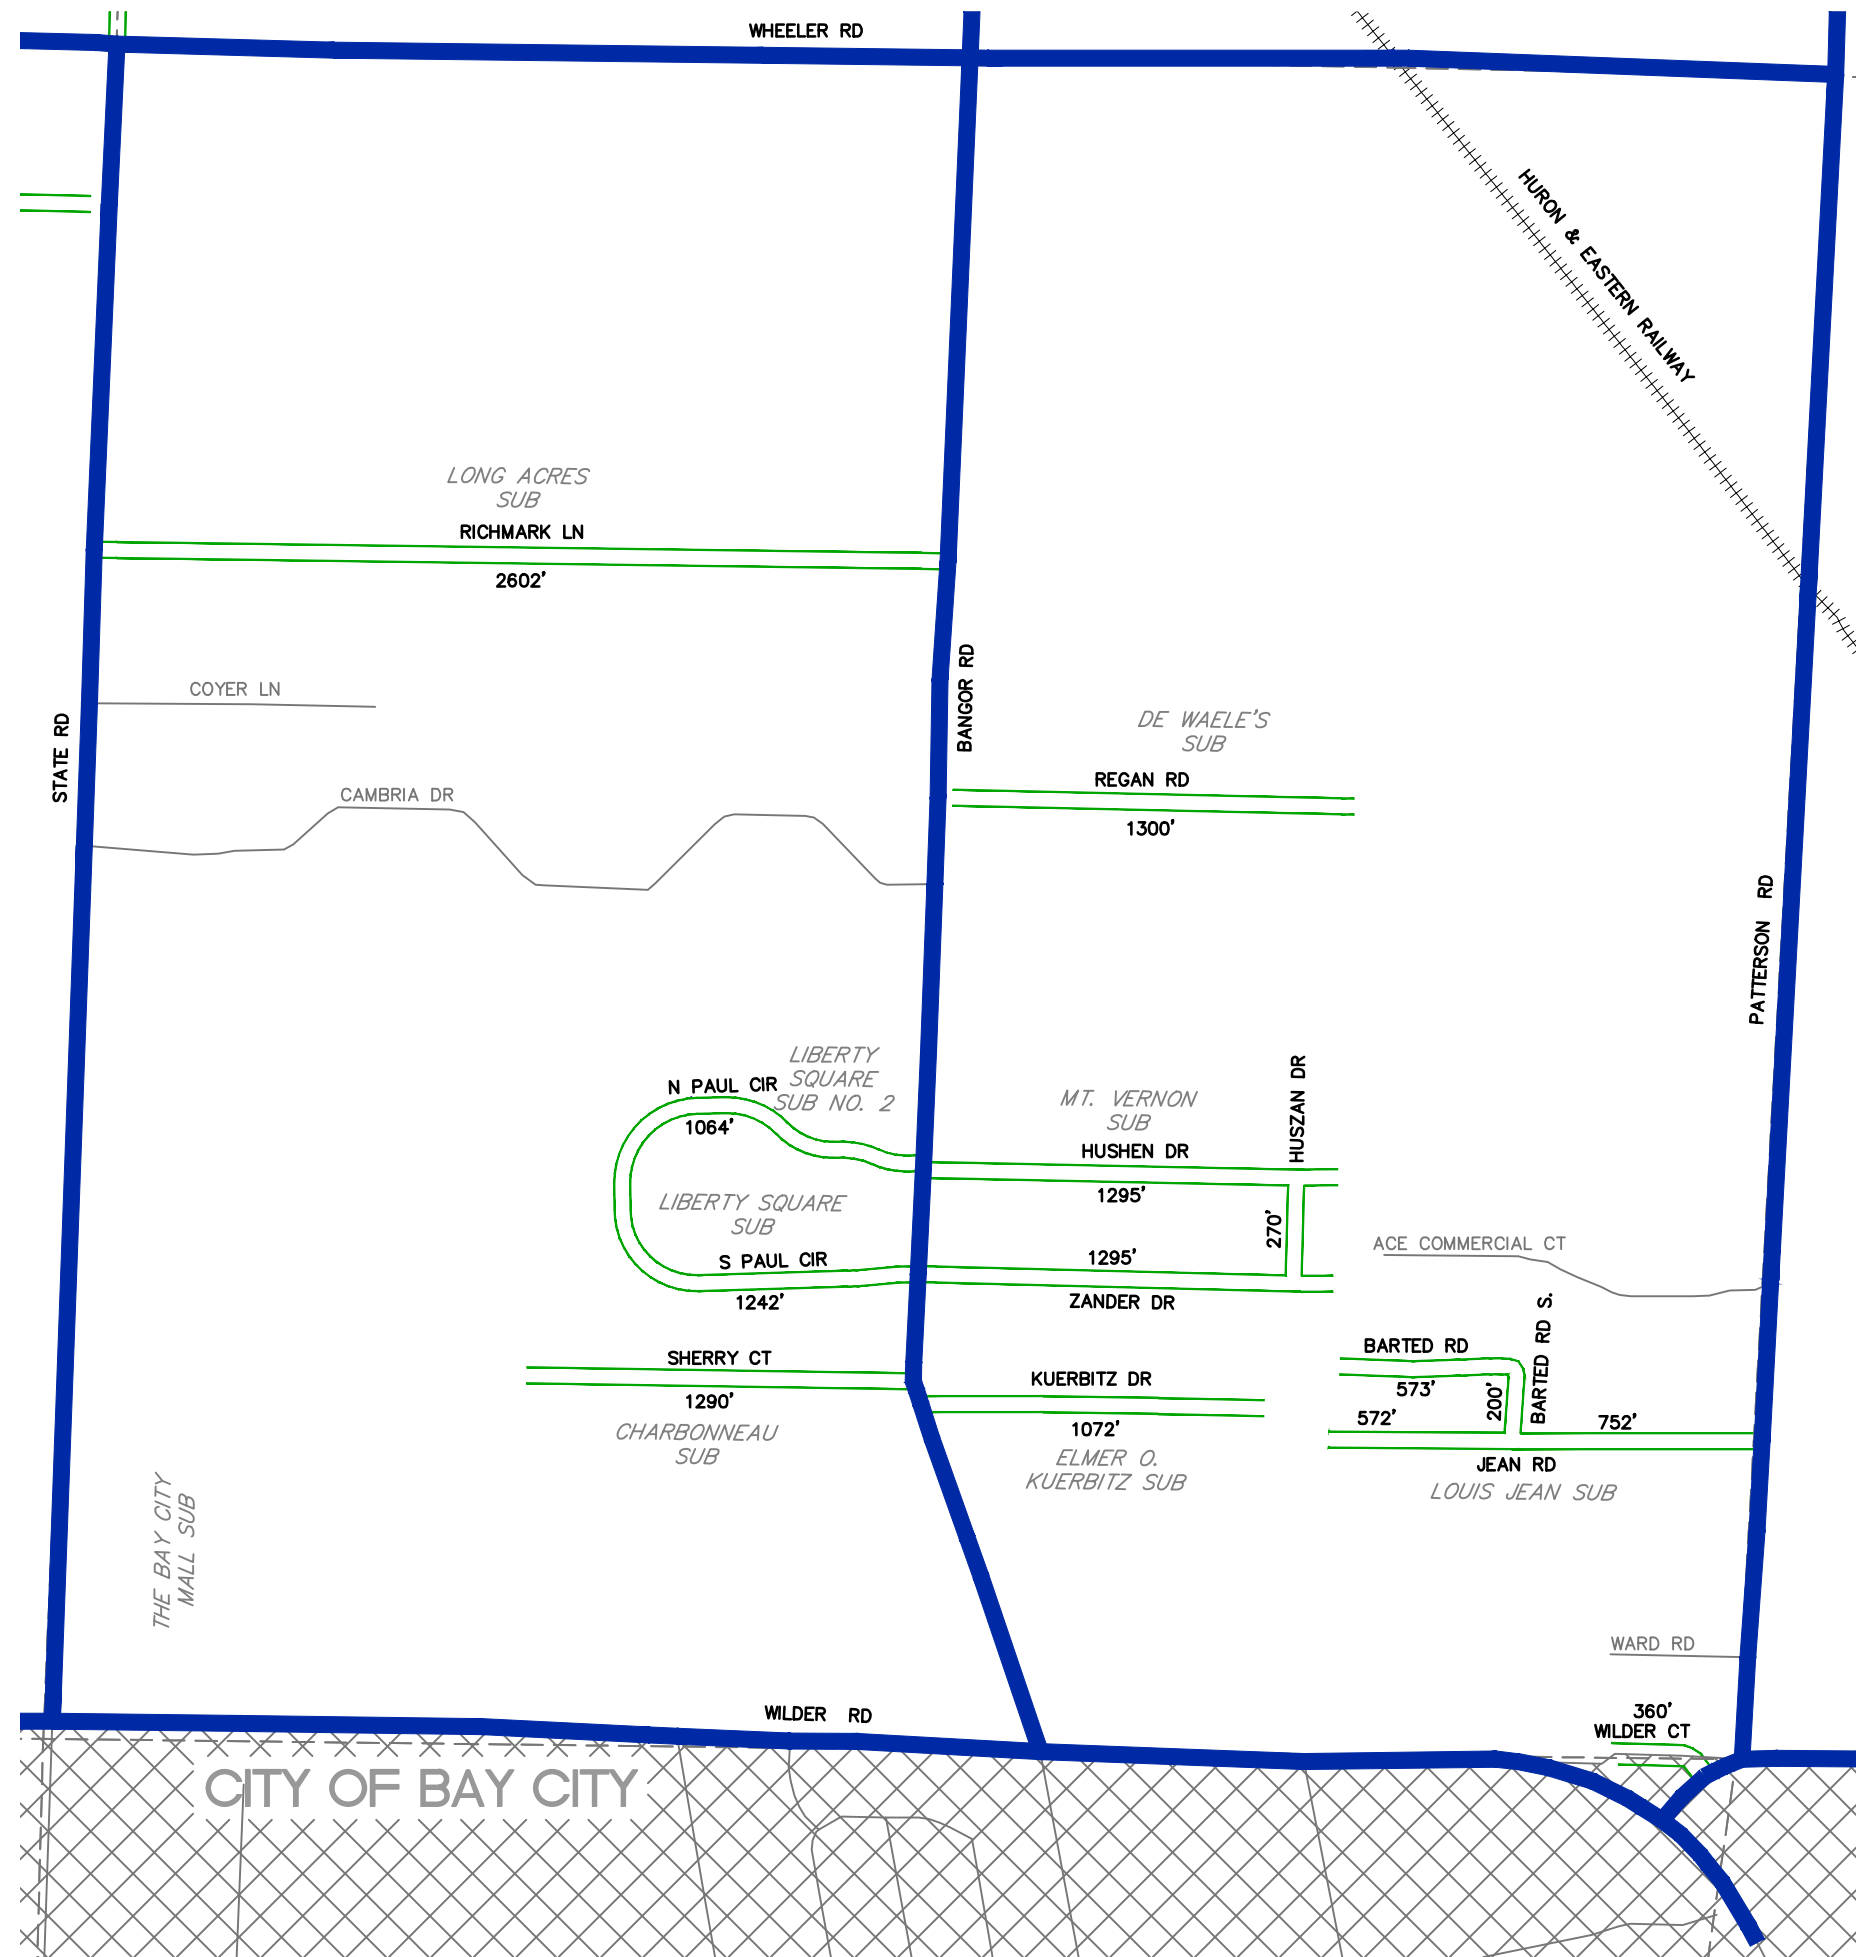 WHEELER RD
HURON & EASTERN RAILWAY
LONG ACRES
SUB
RICHMARK LN
2602'
BANGOR RD
COYER LN
STATE RD
DE WAELE'S
SUB
REGAN RD
1300'
CAMBRIA DR
PATTERSON RD
LIBERTY
SQUARE
SUB NO. 2
N PAUL CIR
1064'
MT. VERNON
SUB
HUSZAN DR
HUSHEN DR
1295'
LIBERTY SQUARE
SUB
270'
S PAUL CIR
1242'
1295'
ZANDER DR
ACE COMMERCIAL CT
BARTED RD S.
BARTED RD
573'
200'
SHERRY CT
1290'
KUERBITZ DR
1072'
572'
752'
JEAN RD
CHARBONNEAU
SUB
ELMER O.
KUERBITZ SUB
LOUIS JEAN SUB
THE BAY CITY
MALL SUB
WARD RD
WILDER RD
360'
WILDER CT
CITY OF BAY CITY